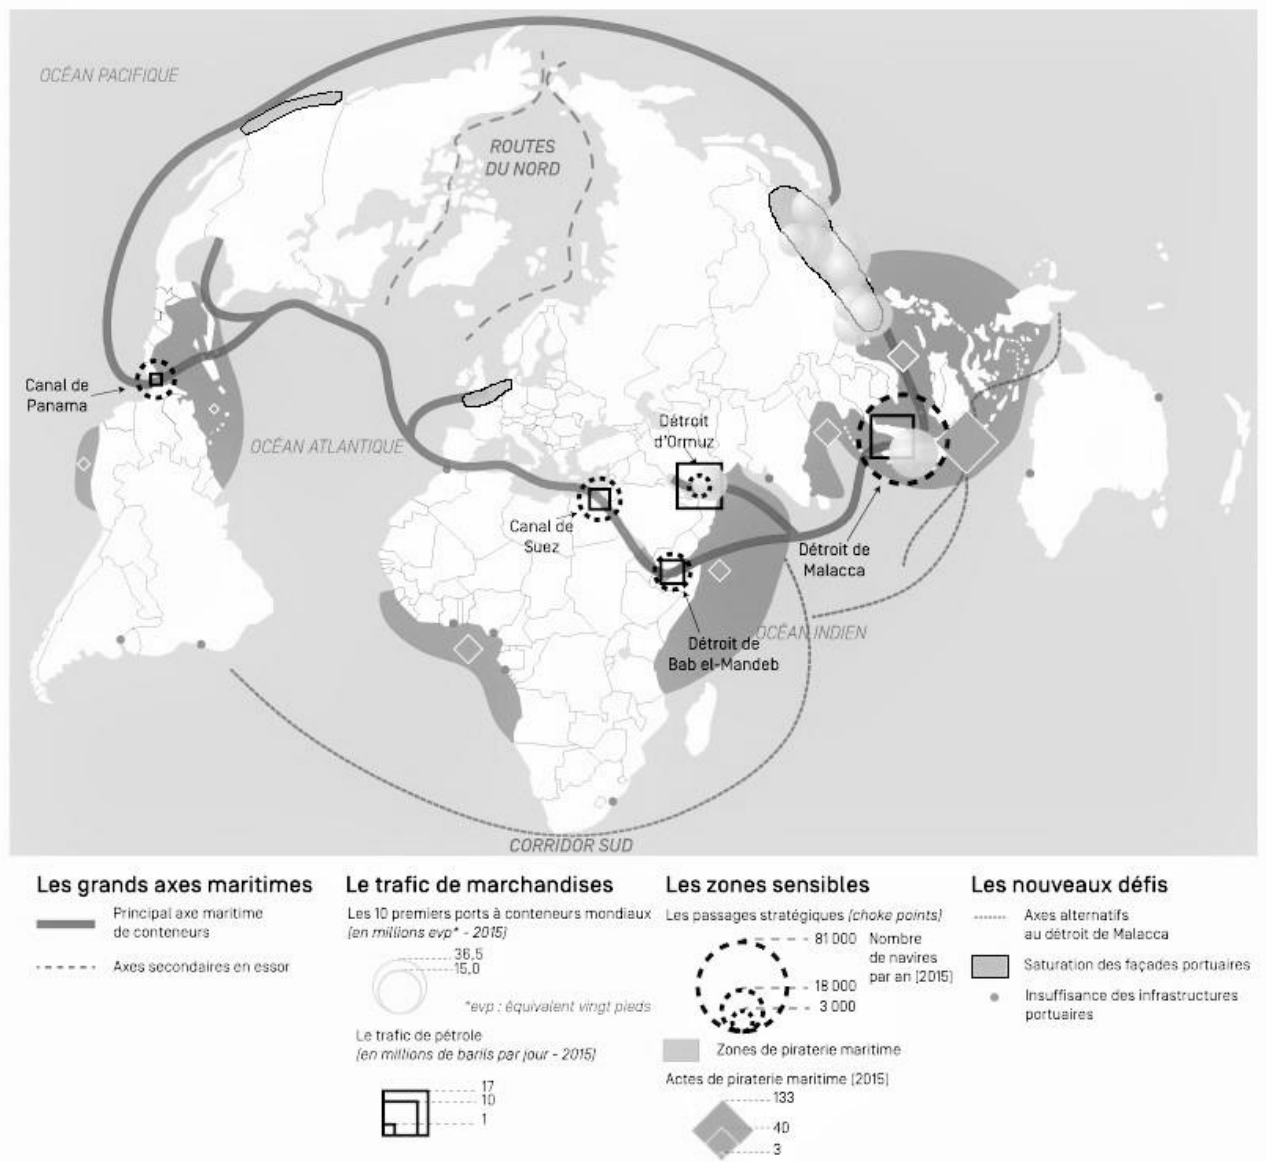 OCÉAN PACIFIQUE
ROUTES
DU NORD
Canal de
Panama
OCÉAN ATLANTIQUE
Détroit
d'Ormuz
Canal de
Suez
Détroit de
Malacca
OCÉAN INDIEN
Détroit de
Bab el-Mandeb
CORRIDOR SUD
Les grands axes maritimes
Principal axe maritime
de conteneurs
Axes secondaires en essor
Le trafic de marchandises
Les 10 premiers ports à conteneurs mondiaux
(en millions evp* - 2015)
36,5
15,0
*evp : équivalent vingt pieds
Le trafic de pétrole
(en millions de barils par jour - 2015)
17
10
1
Les zones sensibles
Les passages stratégiques (choke points)
81 000
18 000
3 000
Nombre
de navires
par an (2015)
Zones de piraterie maritime
Actes de piraterie maritime (2015)
133
40
3
Les nouveaux défis
Axes alternatifs
au détroit de Malacca
Saturation des façades portuaires
Insuffisance des infrastructures
portuaires